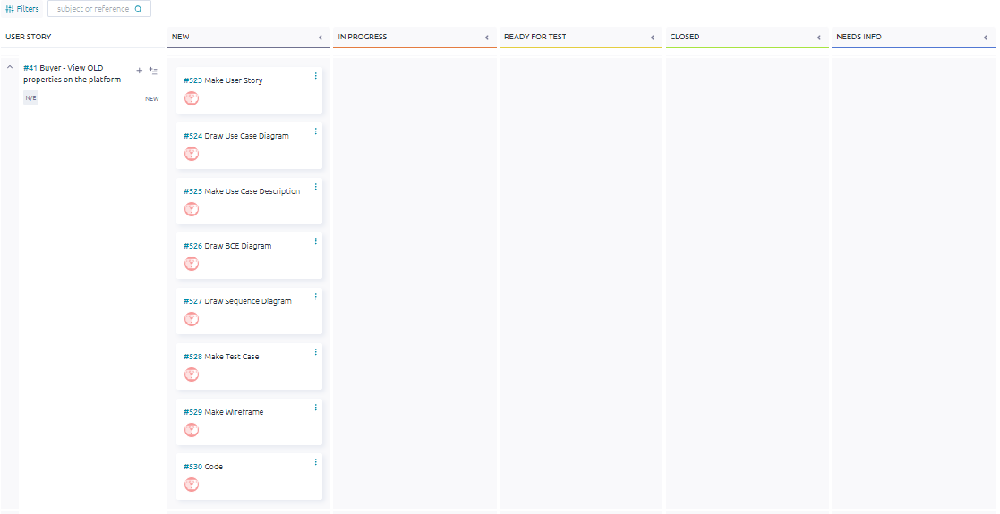 Filters
subject or reference
USER STORY
NEW
IN PROGRESS
READY FOR TEST
CLOSED
NEEDS INFO
#41 Buyer - View OLD
properties on the platform
N/E
NEW
#523 Make User Story
#524 Draw Use Case Diagram
#525 Make Use Case Description
#526 Draw BCE Diagram
#527 Draw Sequence Diagram
#528 Make Test Case
#529 Make Wireframe
#530 Code